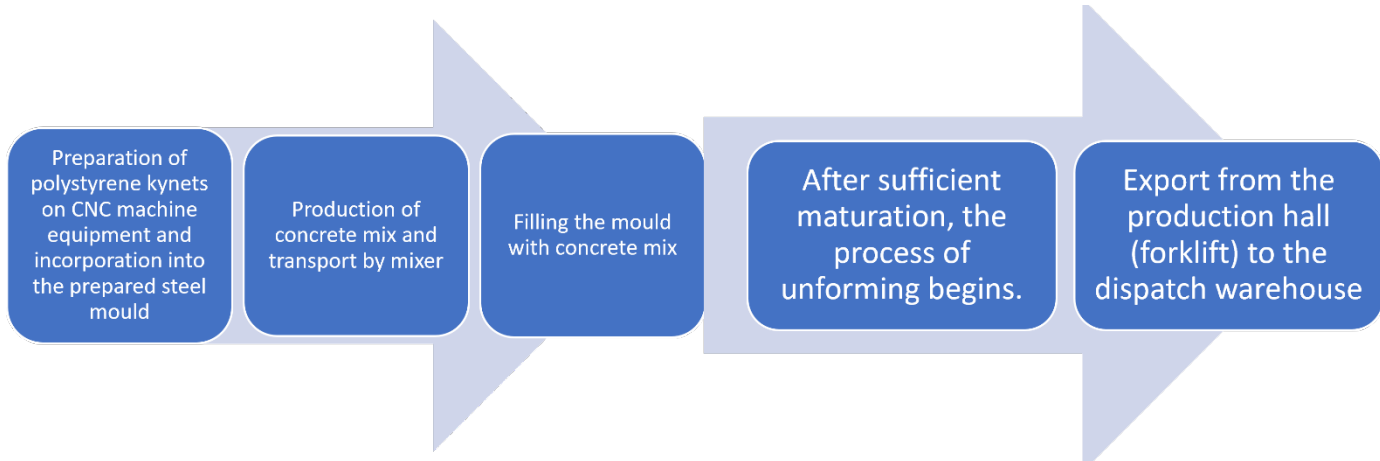 Preparation of
polystyrene kynets
on CNC machine
equipment and
incorporation into
the prepared steel
mould
Production of
concrete mix and
transport by mixer
Filling the mould
with concrete mix
After sufficient
maturation, the
process of
unforming begins.
Export from the
production hall
(forklift) to the
dispatch warehouse